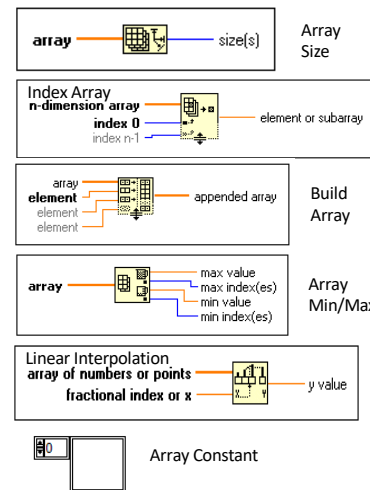 array
size(s)
Array
Size
Index Array
n-dimension array
index 0
index n-1
element or subarray
array
element
element
element
appended array
Build
Array
array
max value
max index(es)
min value
min index(es)
Array
Min/Max
Linear Interpolation
array of numbers or points
fractional index or x
y value
0
Array Constant